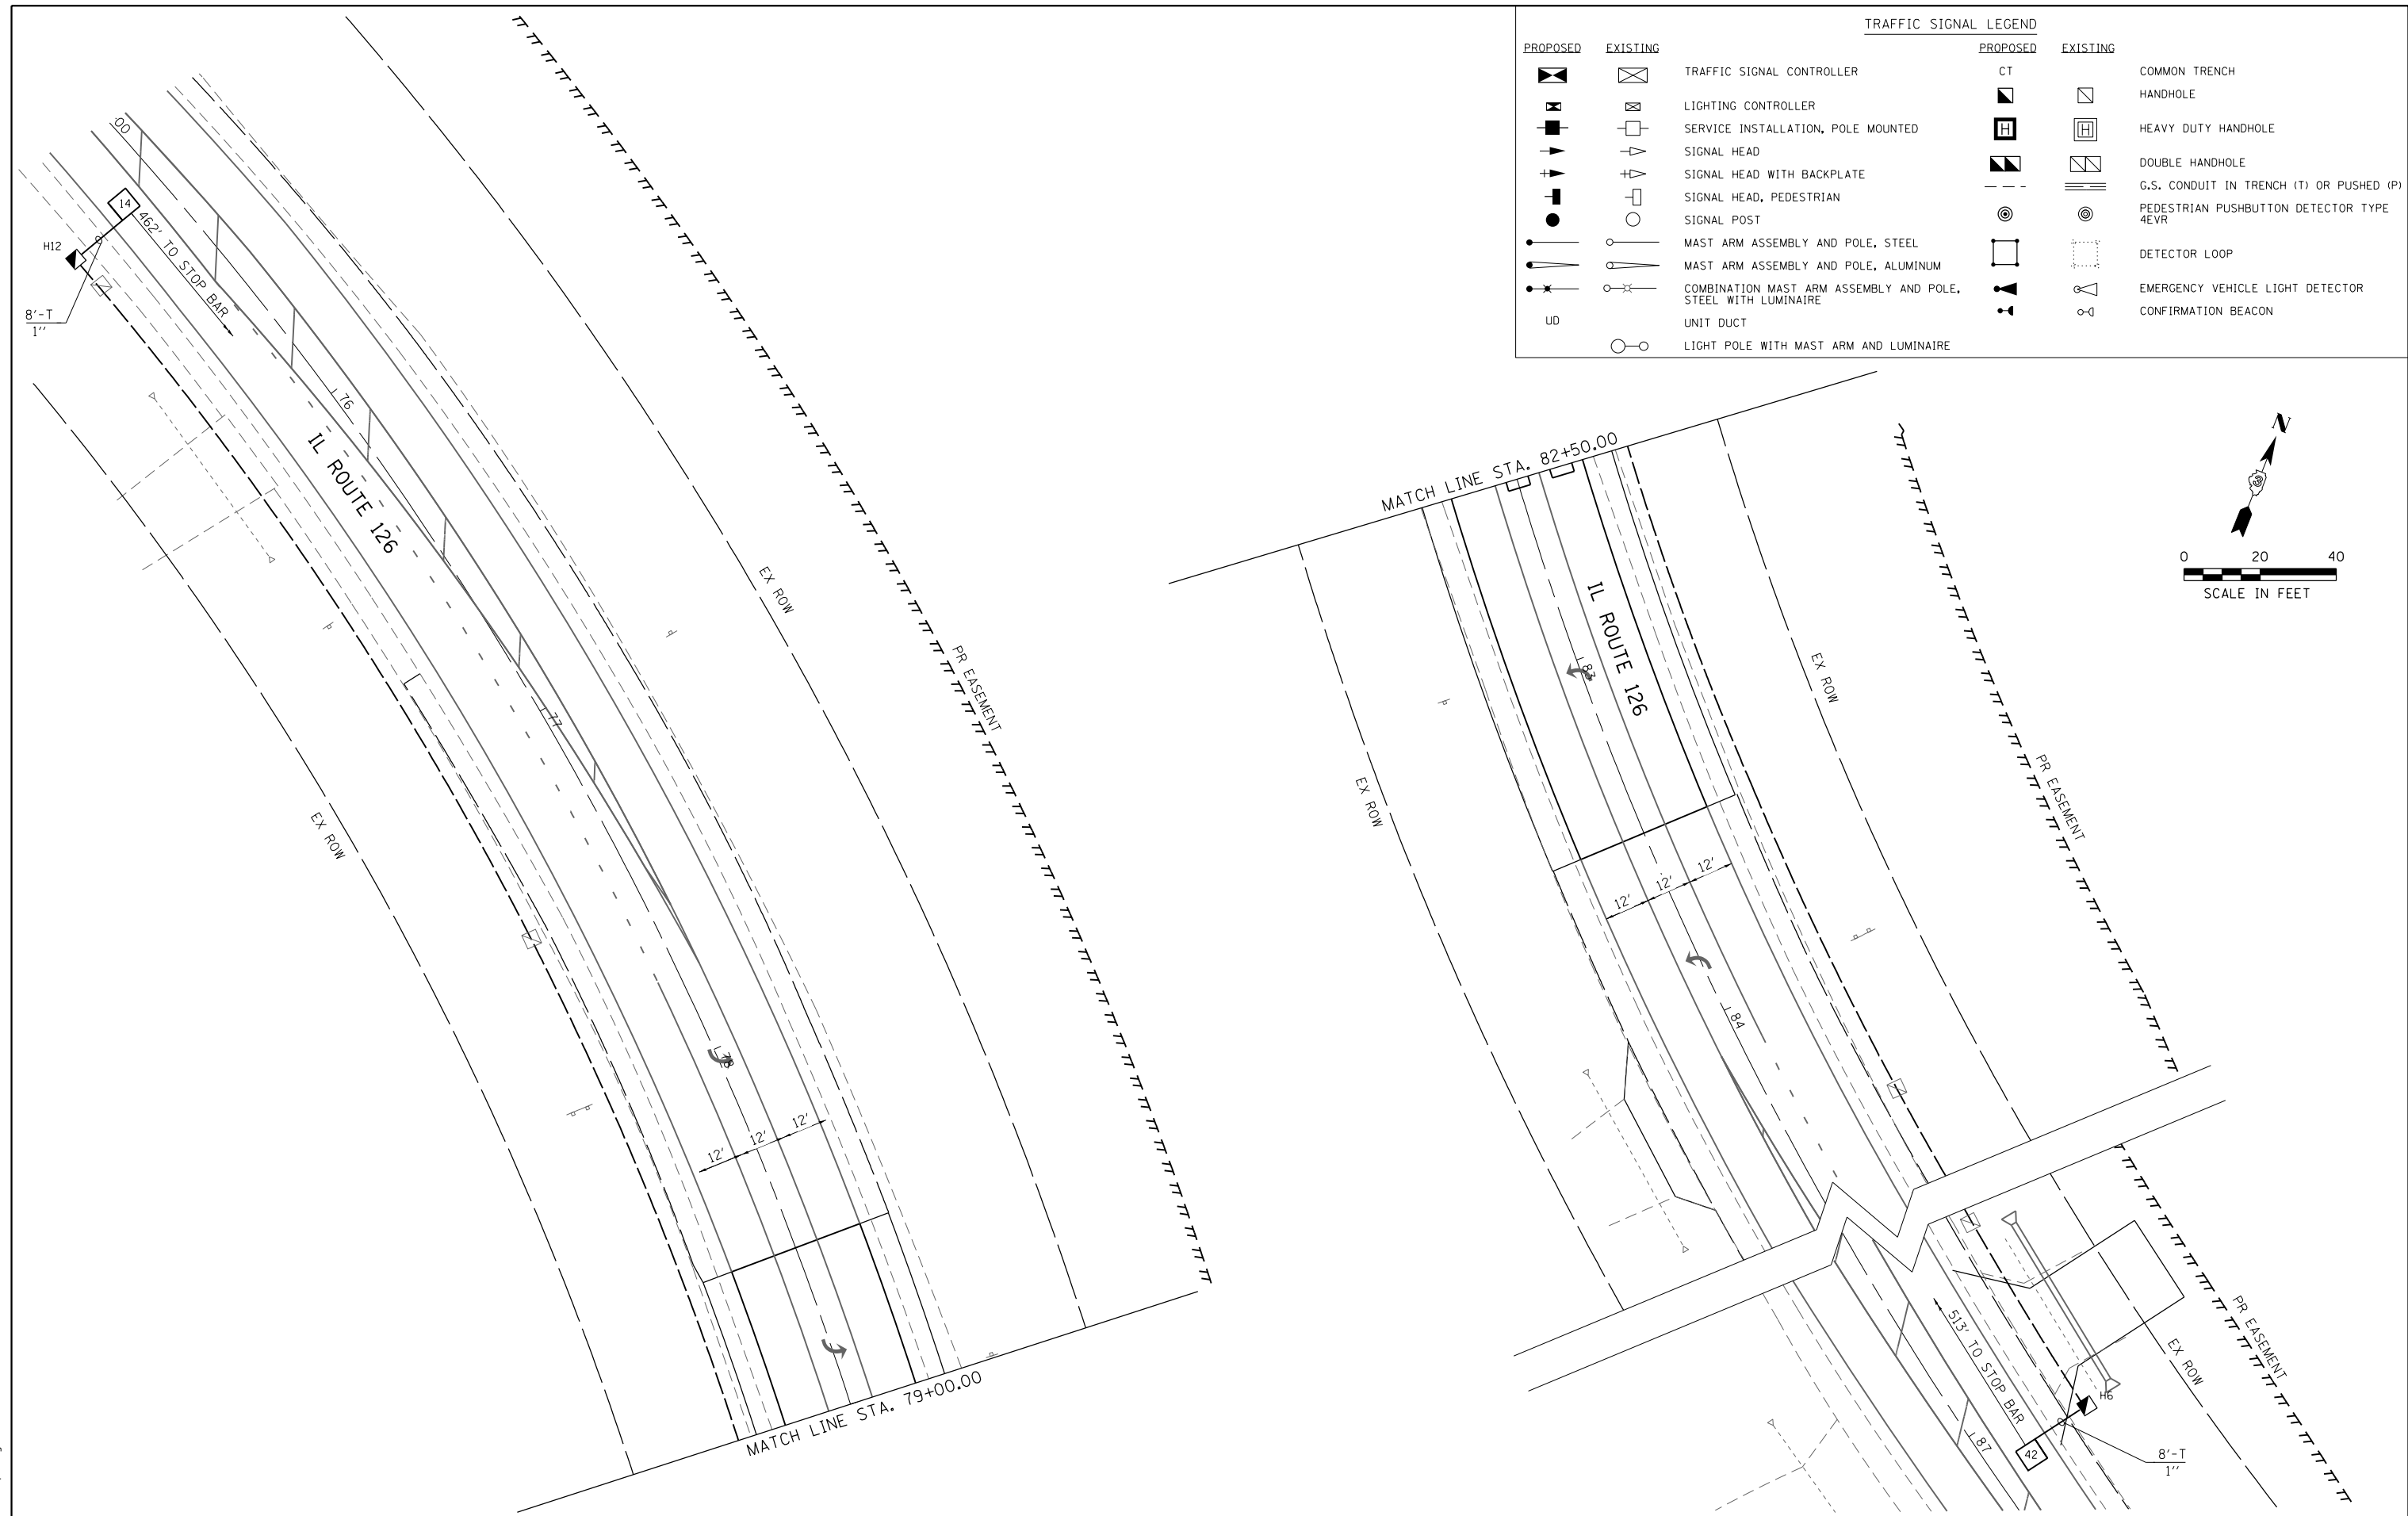 TRAFFIC SIGNAL LEGEND
PROPOSED EXISTING
TRAFFIC SIGNAL CONTROLLER
LIGHTING CONTROLLER
SERVICE INSTALLATION, POLE MOUNTED
SIGNAL HEAD
SIGNAL HEAD WITH BACKPLATE
SIGNAL HEAD, PEDESTRIAN
SIGNAL POST
MAST ARM ASSEMBLY AND POLE, STEEL
MAST ARM ASSEMBLY AND POLE, ALUMINUM
COMBINATION MAST ARM ASSEMBLY AND POLE,
STEEL WITH LUMINAIRE
UD UNIT DUCT
LIGHT POLE WITH MAST ARM AND LUMINAIRE
PROPOSED EXISTING
CT COMMON TRENCH
HANDHOLE
H H HEAVY DUTY HANDHOLE
DOUBLE HANDHOLE
G.S. CONDUIT IN TRENCH (T) OR PUSHED (P)
PEDESTRIAN PUSHBUTTON DETECTOR TYPE
4EVR
DETECTOR LOOP
EMERGENCY VEHICLE LIGHT DETECTOR
CONFIRMATION BEACON
:00
14
H12
462' TO STOP BAR
8'-T
1''
76
IL ROUTE 126
EX ROW
PR EASEMENT
77
EX ROW
78
12' 12' 12'
MATCH LINE STA. 79+00.00
MATCH LINE STA. 82+50.00
N
0 20 40
SCALE IN FEET
IL ROUTE 126
83
EX ROW
EX ROW
PR EASEMENT
12' 12' 12'
84
513' TO STOP BAR
PR EASEMENT
EX ROW
H6
87
42
8'-T
1''